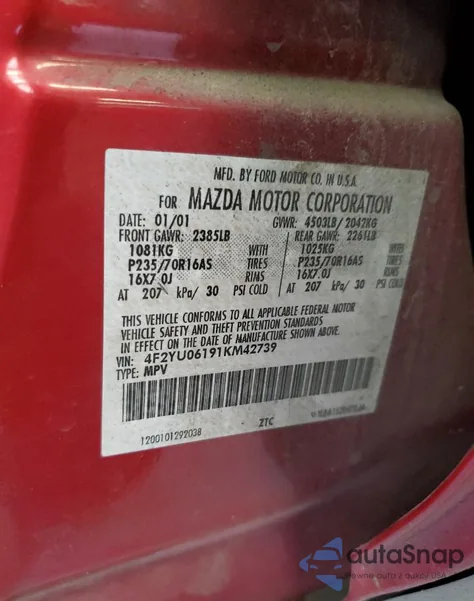 MFD. BY FORD MOTOR CO. IN U.S.A.
FOR MAZDA MOTOR CORPORATION
DATE: 01/01 GVWR: 4503LB/ 2042KG
FRONT GAWR: 2385LB REAR GAWR: 2261LB
1081KG WITH 1025KG WITH
P235/70R16AS TIRES P235/70R16AS TIRES
16X7.0J RIMS 16X7.0J RIMS
AT 207 kPa/ 30 PSI COLD AT 207 kPa/ 30 PSI COLD
THIS VEHICLE CONFORMS TO ALL APPLICABLE FEDERAL MOTOR
VEHICLE SAFETY AND THEFT PREVENTION STANDARDS
IN EFFECT ON THE DATE OF MANUFACTURE SHOWN ABOVE.
VIN: 4F2YU06191KM42739
TYPE: MPV
1200101292038 ZTC
autaSnap